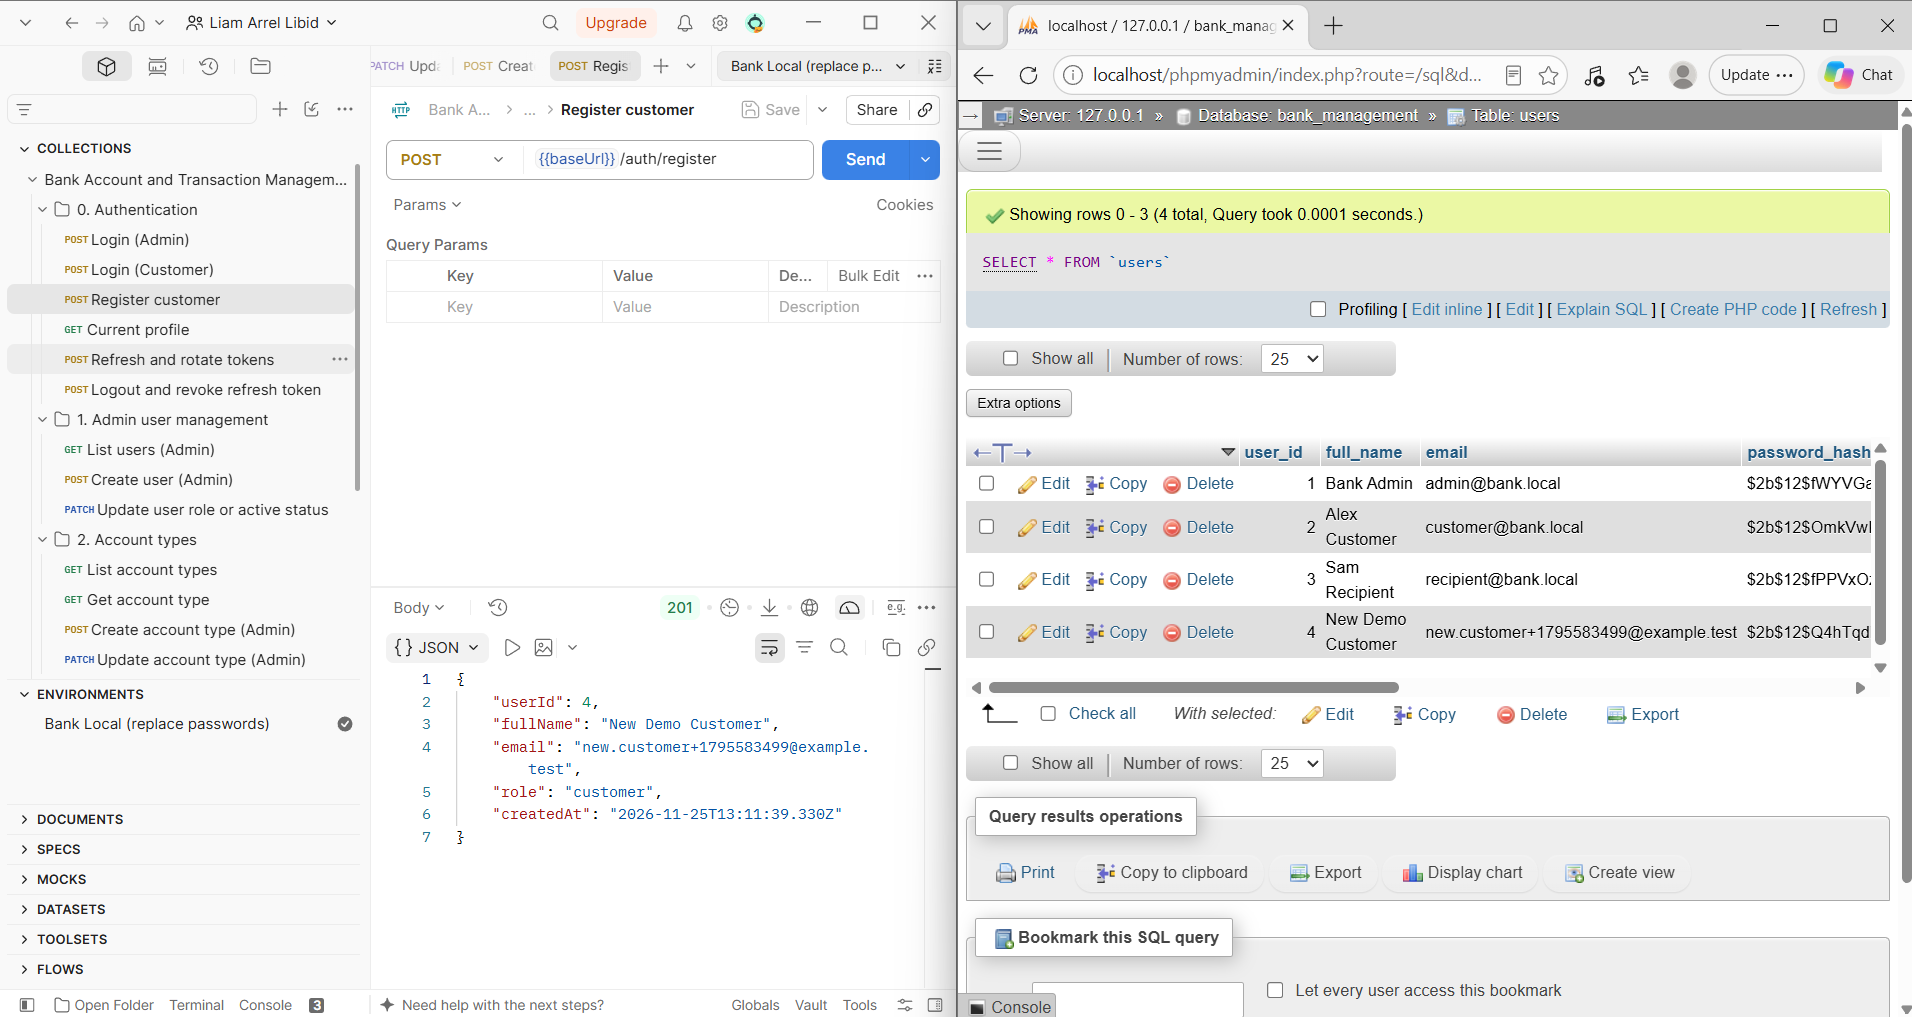 Liam Arrel Libid
Upgrade
PATCH Upd
POST Creat
POST Regis
Bank Local (replace p...
HTTP
Bank A... > ... > Register customer
Save
Share
COLLECTIONS
Bank Account and Transaction Managem...
0. Authentication
POST Login (Admin)
POST Login (Customer)
POST Register customer
GET Current profile
POST Refresh and rotate tokens
POST Logout and revoke refresh token
1. Admin user management
GET List users (Admin)
POST Create user (Admin)
PATCH Update user role or active status
2. Account types
GET List account types
GET Get account type
POST Create account type (Admin)
PATCH Update account type (Admin)
ENVIRONMENTS
Bank Local (replace passwords)
DOCUMENTS
SPECS
MOCKS
DATASETS
TOOLSETS
FLOWS
Open Folder Terminal Console 3
POST {{baseUrl}} /auth/register Send
Params Cookies
Query Params
Key Value De... Bulk Edit
Key Value Description
Body 201 e.g.
{} JSON
1 {
2 "userId": 4,
3 "fullName": "New Demo Customer",
4 "email": "new.customer+1795583499@example.
test",
5 "role": "customer",
6 "createdAt": "2026-11-25T13:11:39.330Z"
7 }
Need help with the next steps? Globals Vault Tools
PMA localhost / 127.0.0.1 / bank_manag
localhost/phpmyadmin/index.php?route=/sql&d... Update Chat
Server: 127.0.0.1 » Database: bank_management » Table: users
Showing rows 0 - 3 (4 total, Query took 0.0001 seconds.)
SELECT * FROM `users`
Profiling [ Edit inline ] [ Edit ] [ Explain SQL ] [ Create PHP code ] [ Refresh ]
Show all Number of rows: 25
Extra options
user_id full_name email password_hash
Edit Copy Delete 1 Bank Admin admin@bank.local $2b$12$fWYVGa
Edit Copy Delete 2 Alex Customer customer@bank.local $2b$12$OmkVw
Edit Copy Delete 3 Sam Recipient recipient@bank.local $2b$12$fPPVxO
Edit Copy Delete 4 New Demo Customer new.customer+1795583499@example.test $2b$12$Q4hTqd
Check all With selected: Edit Copy Delete Export
Show all Number of rows: 25
Query results operations
Print Copy to clipboard Export Display chart Create view
Bookmark this SQL query
Let every user access this bookmark
Console